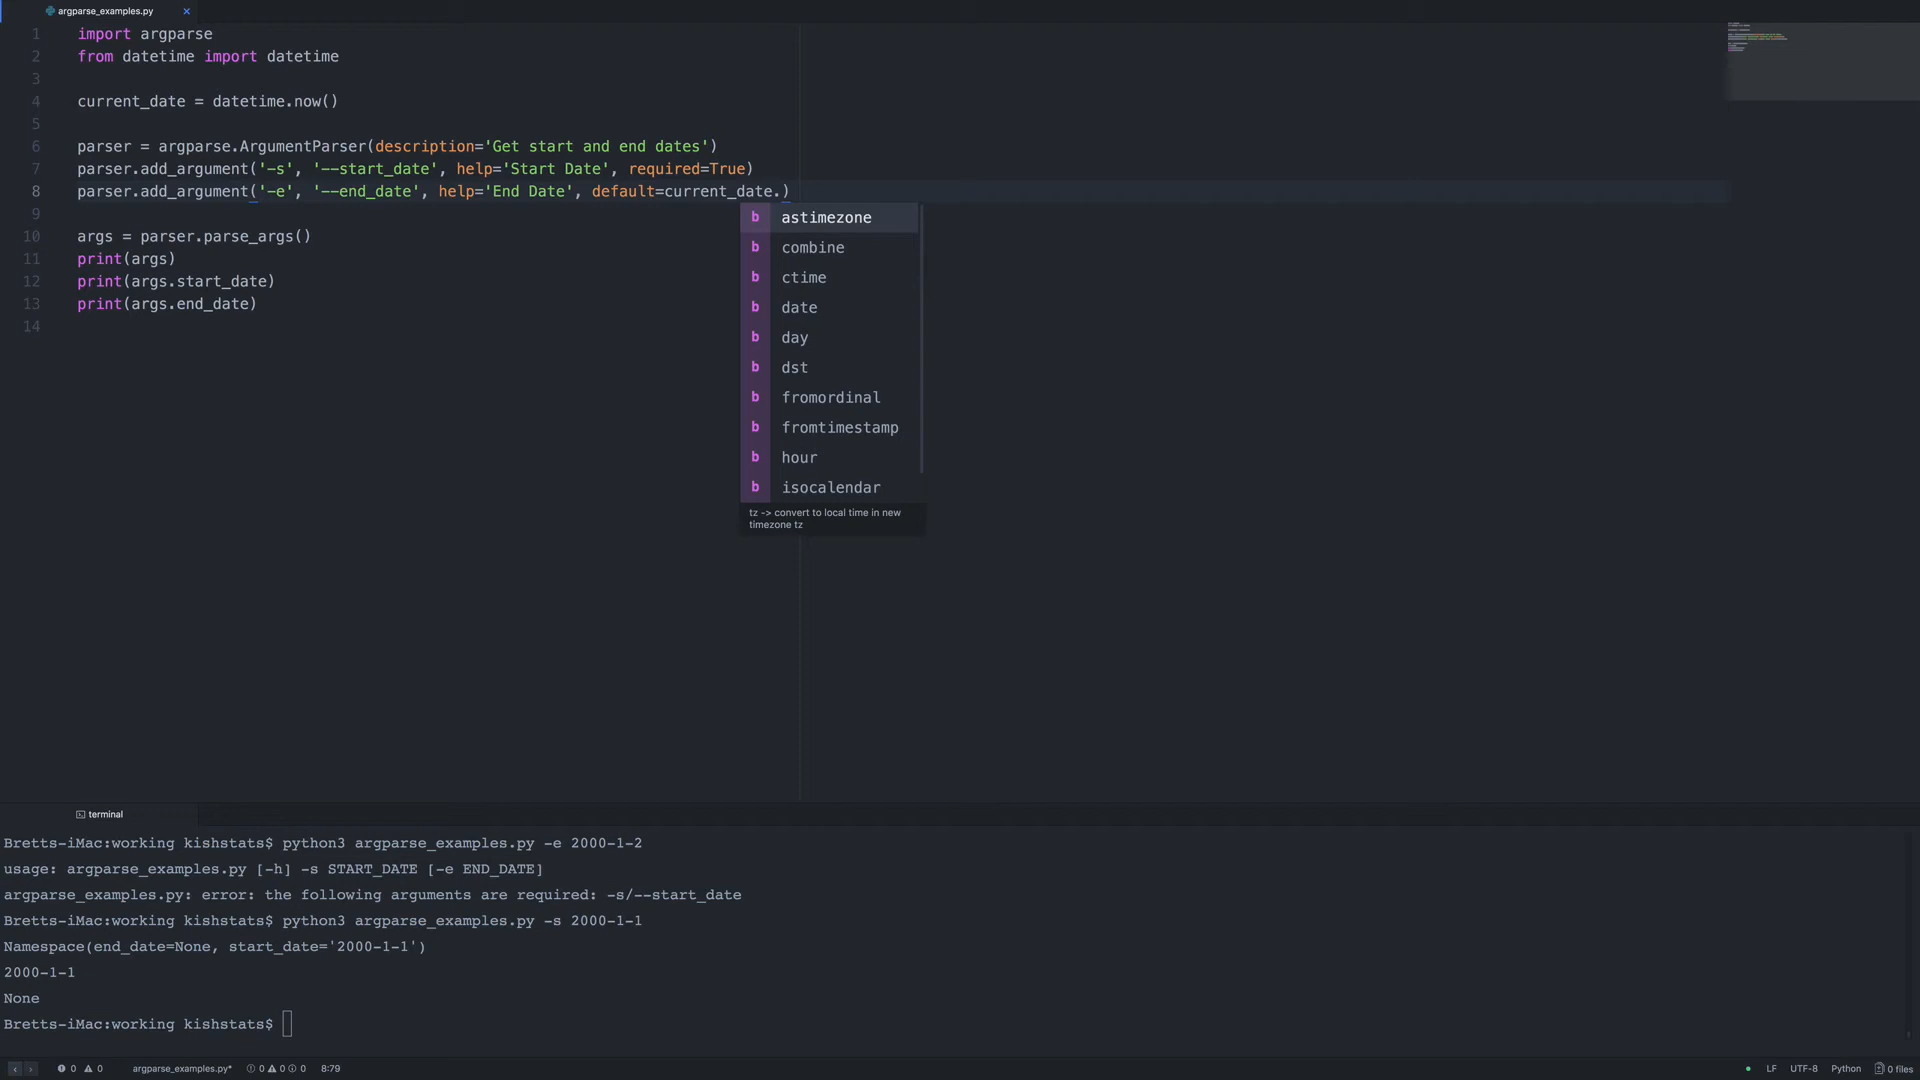 argparse_examples.py
1 import argparse
2 from datetime import datetime
3
4 current_date = datetime.now()
5
6 parser = argparse.ArgumentParser(description='Get start and end dates')
7 parser.add_argument('-s', '--start_date', help='Start Date', required=True)
8 parser.add_argument('-e', '--end_date', help='End Date', default=current_date.)
9
10 args = parser.parse_args()
11 print(args)
12 print(args.start_date)
13 print(args.end_date)
14
b astimezone
b combine
b ctime
b date
b day
b dst
b fromordinal
b fromtimestamp
b hour
b isocalendar
tz -> convert to local time in new
timezone tz
terminal
Bretts-iMac:working kishstats$ python3 argparse_examples.py -e 2000-1-2
usage: argparse_examples.py [-h] -s START_DATE [-e END_DATE]
argparse_examples.py: error: the following arguments are required: -s/--start_date
Bretts-iMac:working kishstats$ python3 argparse_examples.py -s 2000-1-1
Namespace(end_date=None, start_date='2000-1-1')
2000-1-1
None
Bretts-iMac:working kishstats$
0 0 argparse_examples.py* 0 0 0 8:79 LF UTF-8 Python 0 files